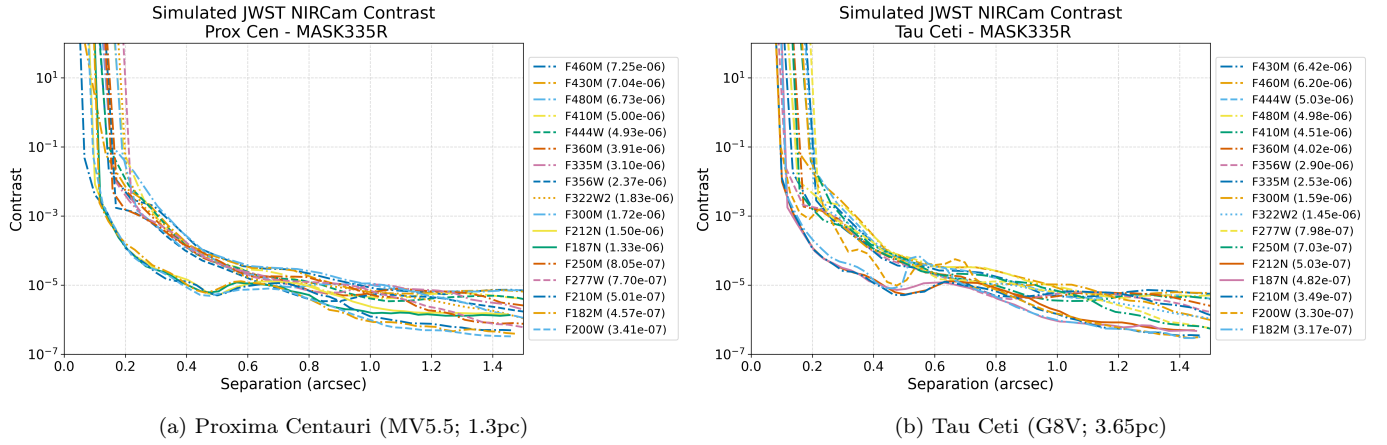 Simulated JWST NIRCam Contrast
Prox Cen - MASK335R
Contrast
10^1
10^-1
10^-3
10^-5
10^-7
0.0 0.2 0.4 0.6 0.8 1.0 1.2 1.4
Separation (arcsec)
F460M (7.25e-06)
F430M (7.04e-06)
F480M (6.73e-06)
F410M (5.00e-06)
F444W (4.93e-06)
F360M (3.91e-06)
F335M (3.10e-06)
F356W (2.37e-06)
F322W2 (1.83e-06)
F300M (1.72e-06)
F212N (1.50e-06)
F187N (1.33e-06)
F250M (8.05e-07)
F277W (7.70e-07)
F210M (5.01e-07)
F182M (4.57e-07)
F200W (3.41e-07)
(a) Proxima Centauri (MV5.5; 1.3pc)
Simulated JWST NIRCam Contrast
Tau Ceti - MASK335R
Contrast
10^1
10^-1
10^-3
10^-5
10^-7
0.0 0.2 0.4 0.6 0.8 1.0 1.2 1.4
Separation (arcsec)
F430M (6.42e-06)
F460M (6.20e-06)
F444W (5.03e-06)
F480M (4.98e-06)
F410M (4.51e-06)
F360M (4.02e-06)
F356W (2.90e-06)
F335M (2.53e-06)
F300M (1.59e-06)
F322W2 (1.45e-06)
F277W (7.98e-07)
F250M (7.03e-07)
F212N (5.03e-07)
F187N (4.82e-07)
F210M (3.49e-07)
F200W (3.30e-07)
F182M (3.17e-07)
(b) Tau Ceti (G8V; 3.65pc)